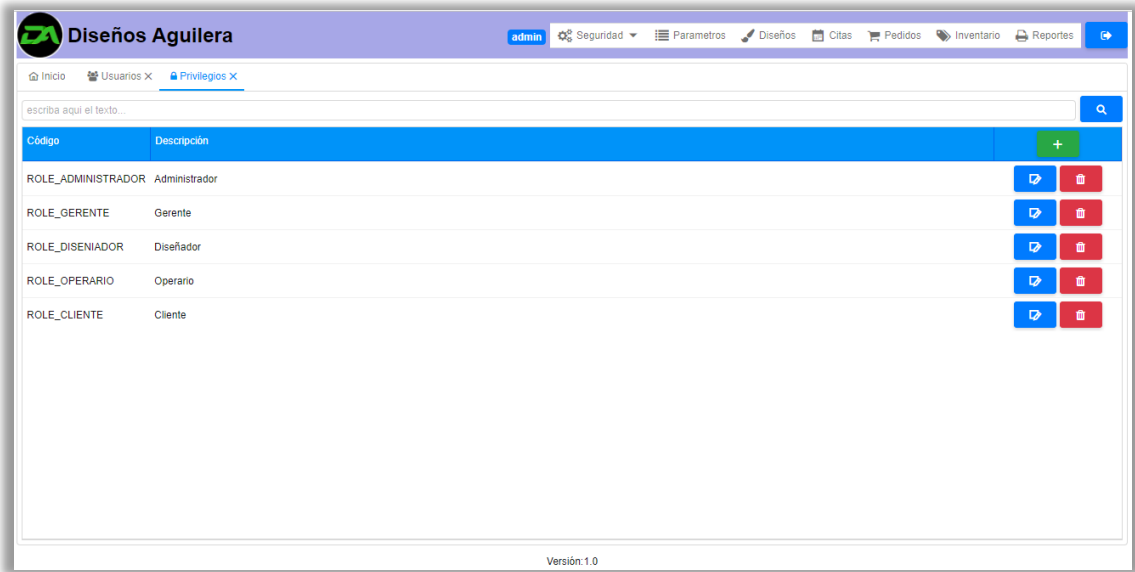 DA Diseños Aguilera
admin Seguridad Parametros Diseños Citas Pedidos Inventario Reportes
Inicio Usuarios Privilegios
escriba aquí el texto...
Código Descripción
ROLE_ADMINISTRADOR Administrador
ROLE_GERENTE Gerente
ROLE_DISENIADOR Diseñador
ROLE_OPERARIO Operario
ROLE_CLIENTE Cliente
Versión:1.0